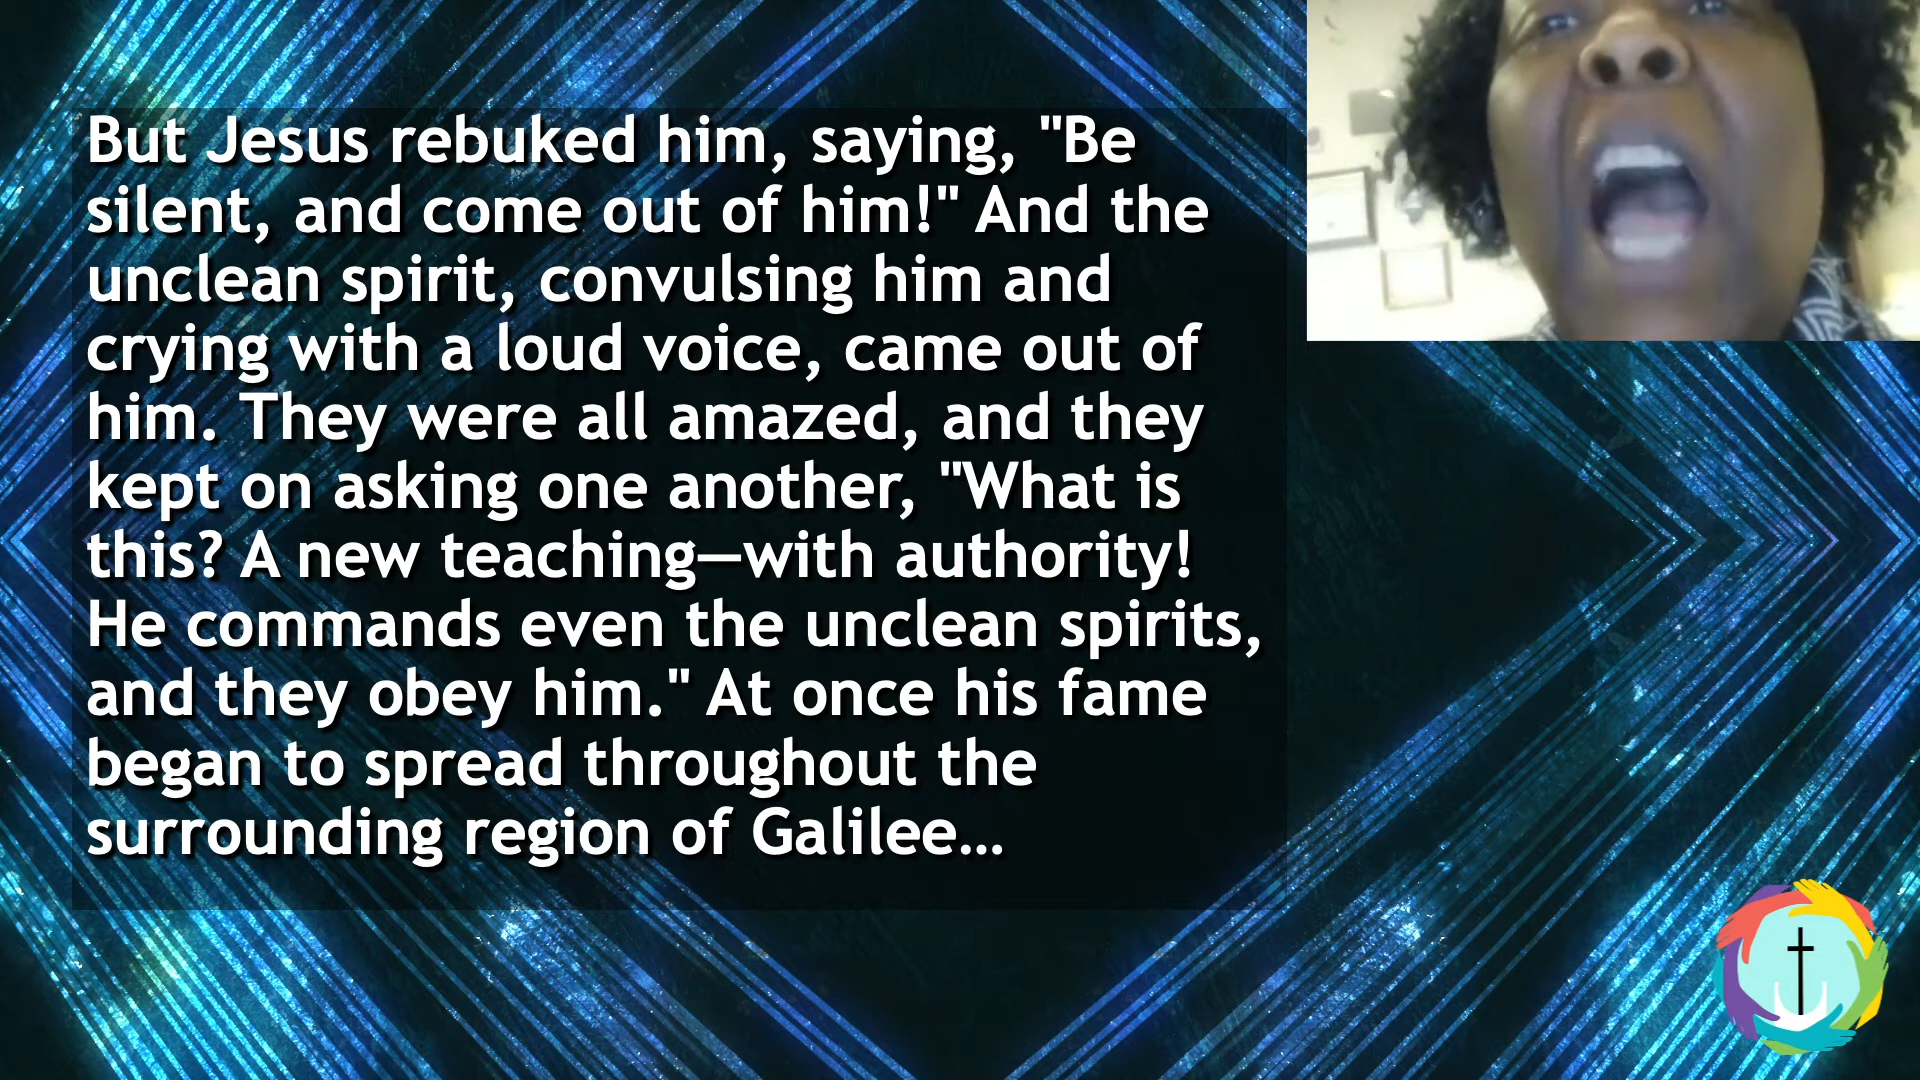 But Jesus rebuked him, saying, "Be
silent, and come out of him!" And the
unclean spirit, convulsing him and
crying with a loud voice, came out of
him. They were all amazed, and they
kept on asking one another, "What is
this? A new teaching—with authority!
He commands even the unclean spirits,
and they obey him." At once his fame
began to spread throughout the
surrounding region of Galilee...